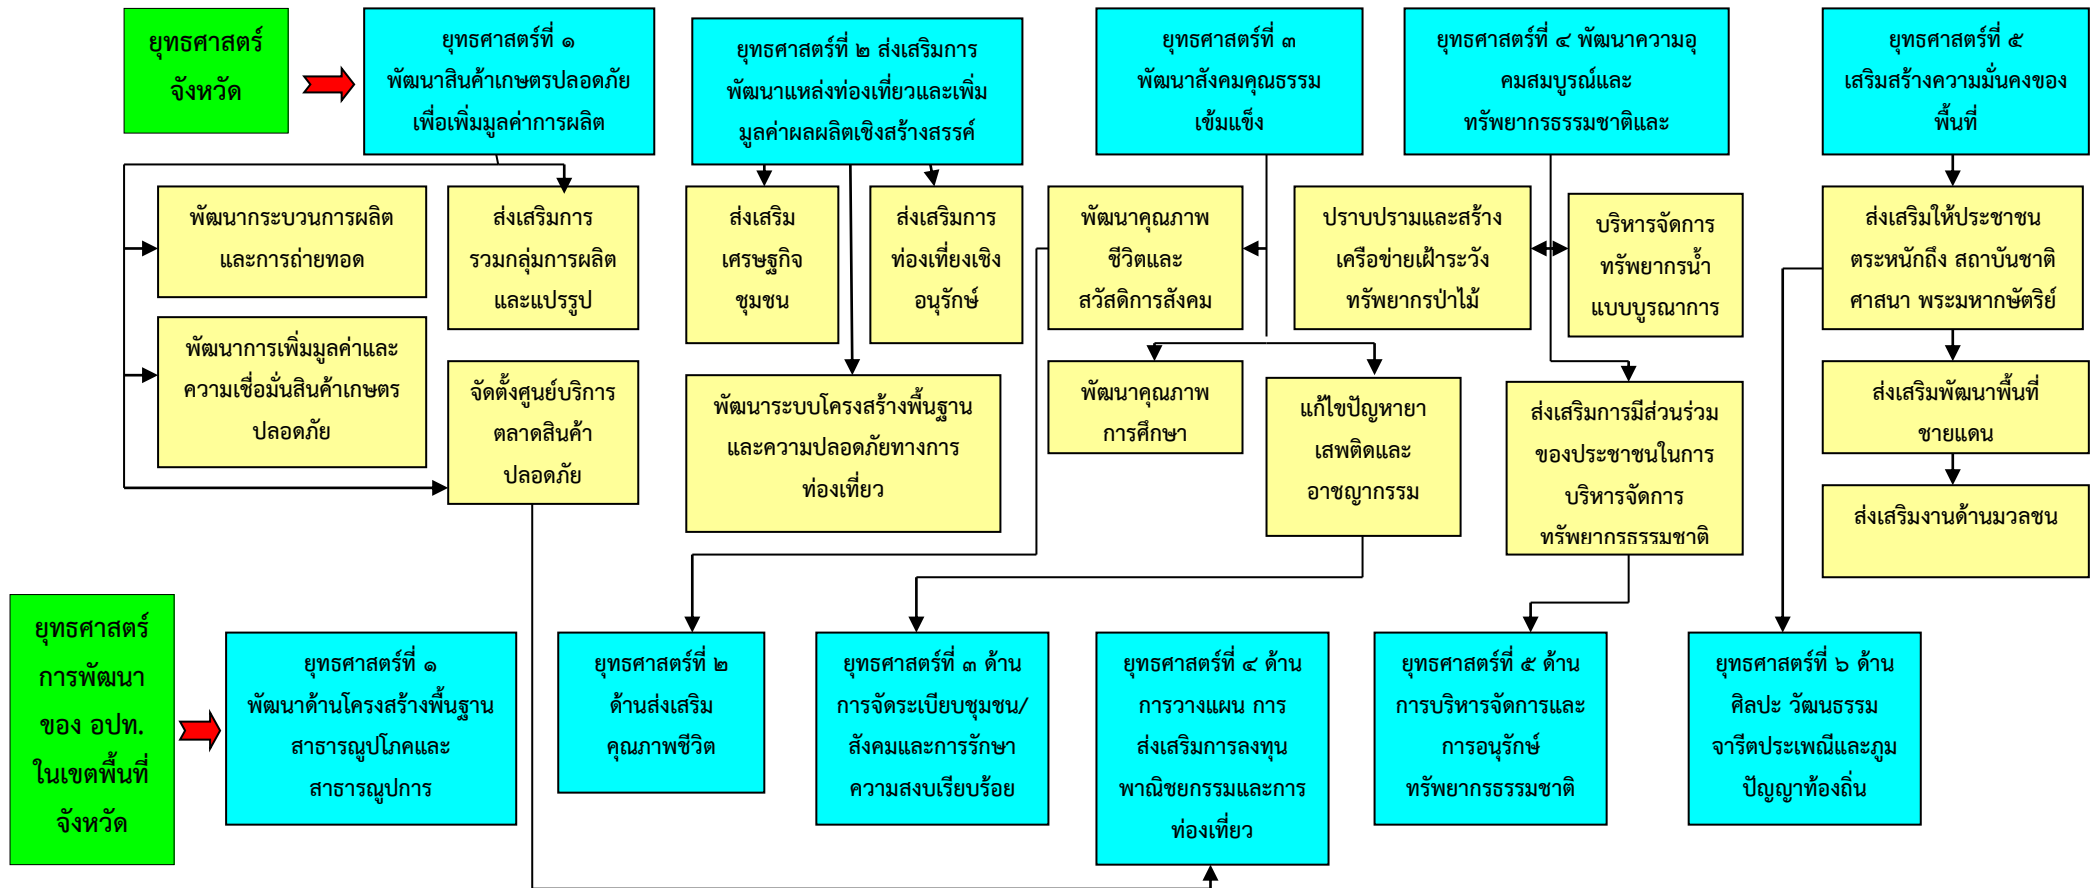 ยุทธศาสตร์
จังหวัด
ยุทธศาสตร์ที่ ๑
พัฒนาสินค้าเกษตรปลอดภัย
เพื่อเพิ่มมูลค่าการผลิต
ยุทธศาสตร์ที่ ๒ ส่งเสริมการ
พัฒนาแหล่งท่องเที่ยวและเพิ่ม
มูลค่าผลผลิตเชิงสร้างสรรค์
ยุทธศาสตร์ที่ ๓
พัฒนาสังคมคุณธรรม
เข้มแข็ง
ยุทธศาสตร์ที่ ๔ พัฒนาความอุ
คมสมบูรณ์และ
ทรัพยากรธรรมชาติและ
ยุทธศาสตร์ที่ ๕
เสริมสร้างความมั่นคงของ
พื้นที่
พัฒนากระบวนการผลิต
และการถ่ายทอด
ส่งเสริมการ
รวมกลุ่มการผลิต
และแปรรูป
ส่งเสริม
เศรษฐกิจ
ชุมชน
ส่งเสริมการ
ท่องเที่ยงเชิง
อนุรักษ์
พัฒนาคุณภาพ
ชีวิตและ
สวัสดิการสังคม
ปราบปรามและสร้าง
เครือข่ายเฝ้าระวัง
ทรัพยากรป่าไม้
บริหารจัดการ
ทรัพยากรน้ำ
แบบบูรณาการ
ส่งเสริมให้ประชาชน
ตระหนักถึง สถาบันชาติ
ศาสนา พระมหากษัตริย์
พัฒนาการเพิ่มมูลค่าและ
ความเชื่อมั่นสินค้าเกษตร
ปลอดภัย
จัดตั้งศูนย์บริการ
ตลาดสินค้า
ปลอดภัย
พัฒนาระบบโครงสร้างพื้นฐาน
และความปลอดภัยทางการ
ท่องเที่ยว
พัฒนาคุณภาพ
การศึกษา
แก้ไขปัญหายา
เสพติดและ
อาชญากรรม
ส่งเสริมการมีส่วนร่วม
ของประชาชนในการ
บริหารจัดการ
ทรัพยากรธรรมชาติ
ส่งเสริมพัฒนาพื้นที่
ชายแดน
ส่งเสริมงานด้านมวลชน
ยุทธศาสตร์
การพัฒนา
ของ อปท.
ในเขตพื้นที่
จังหวัด
ยุทธศาสตร์ที่ ๑
พัฒนาด้านโครงสร้างพื้นฐาน
สาธารณูปโภคและ
สาธารณูปการ
ยุทธศาสตร์ที่ ๒
ด้านส่งเสริม
คุณภาพชีวิต
ยุทธศาสตร์ที่ ๓ ด้าน
การจัดระเบียบชุมชน/
สังคมและการรักษา
ความสงบเรียบร้อย
ยุทธศาสตร์ที่ ๔ ด้าน
การวางแผน การ
ส่งเสริมการลงทุน
พาณิชยกรรมและการ
ท่องเที่ยว
ยุทธศาสตร์ที่ ๕ ด้าน
การบริหารจัดการและ
การอนุรักษ์
ทรัพยากรธรรมชาติ
ยุทธศาสตร์ที่ ๖ ด้าน
ศิลปะ วัฒนธรรม
จารีตประเพณีและภูม
ปัญญาท้องถิ่น